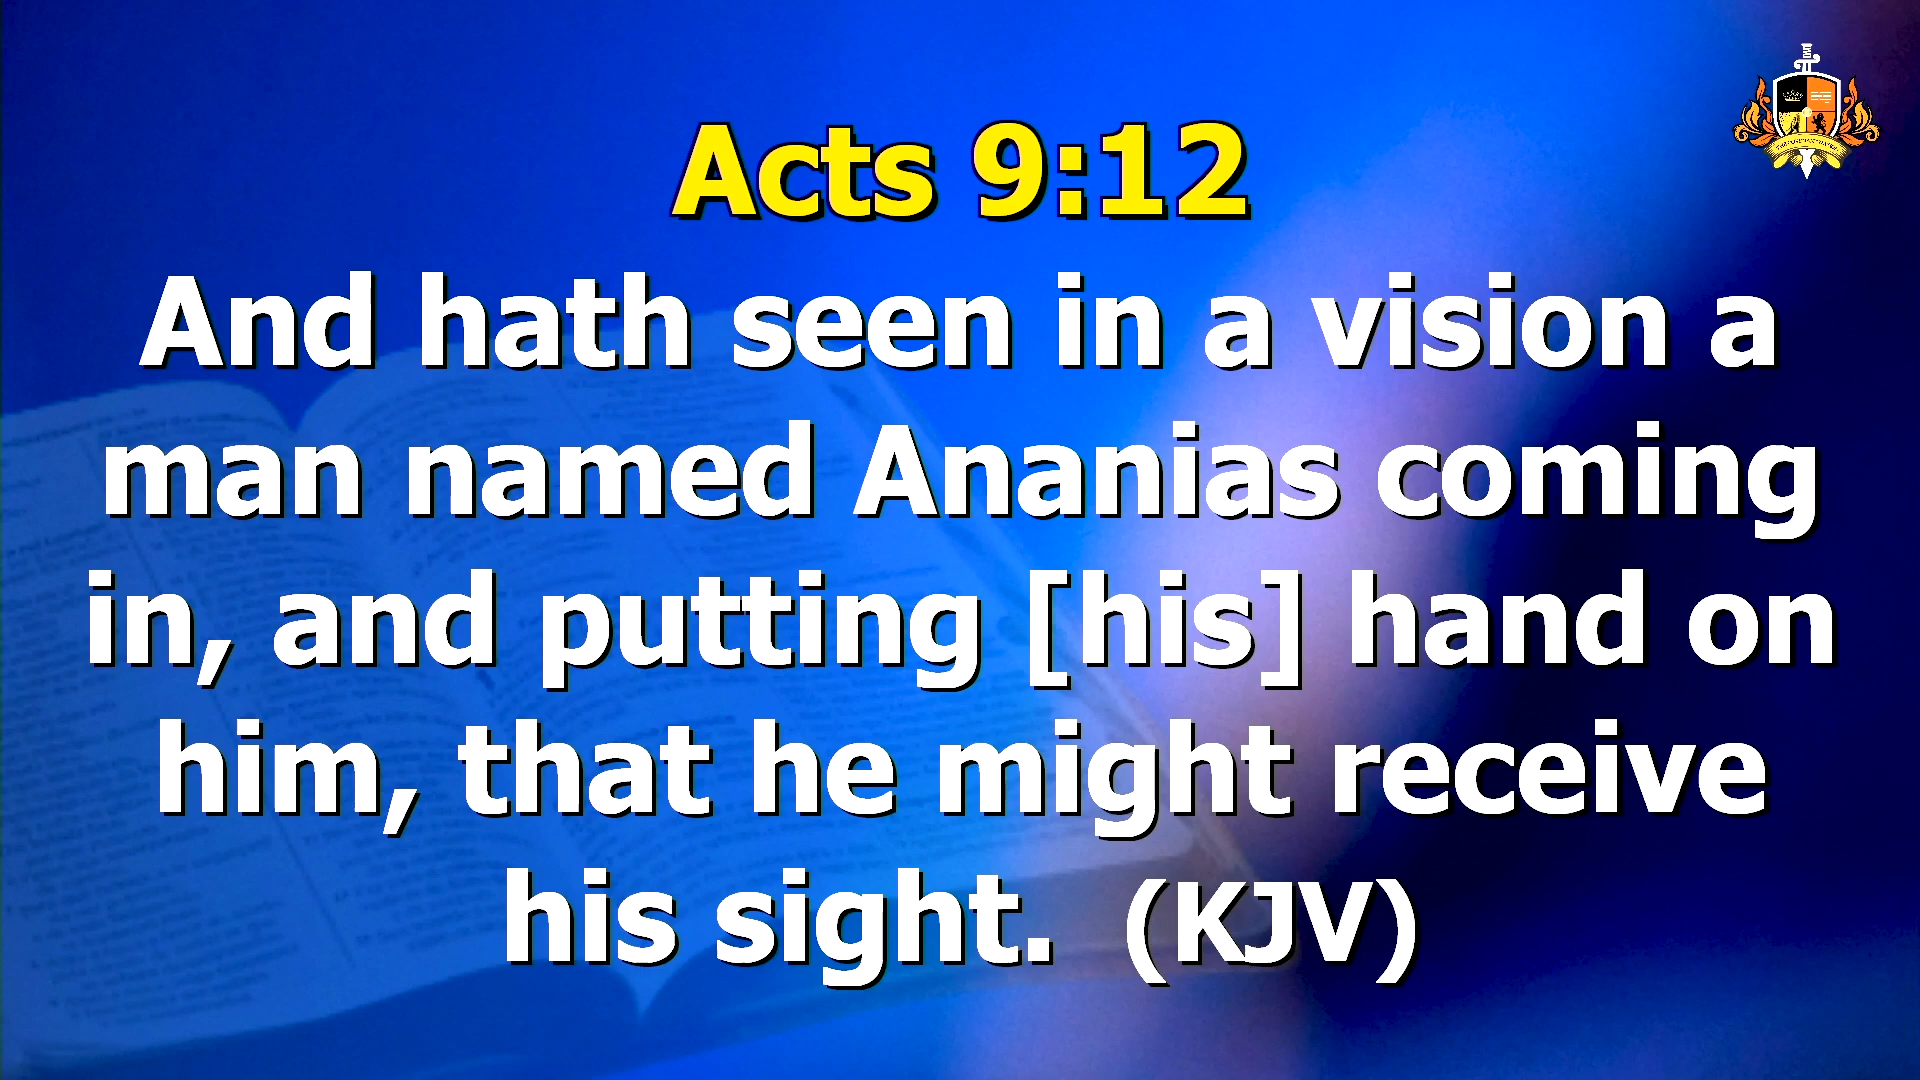 Acts 9:12
And hath seen in a vision a
man named Ananias coming
in, and putting [his] hand on
him, that he might receive
his sight. (KJV)